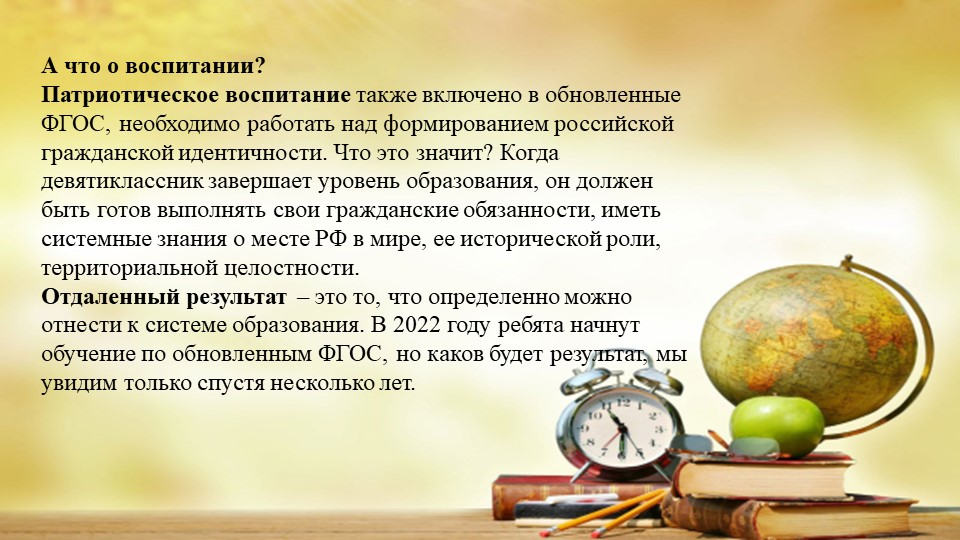 А что о воспитании?
Патриотическое воспитание также включено в обновленные
ФГОС, необходимо работать над формированием российской
гражданской идентичности. Что это значит? Когда
девятиклассник завершает уровень образования, он должен
быть готов выполнять свои гражданские обязанности, иметь
системные знания о месте РФ в мире, ее исторической роли,
территориальной целостности.
Отдаленный результат – это то, что определенно можно
отнести к системе образования. В 2022 году ребята начнут
обучение по обновленным ФГОС, но каков будет результат, мы
увидим только спустя несколько лет.